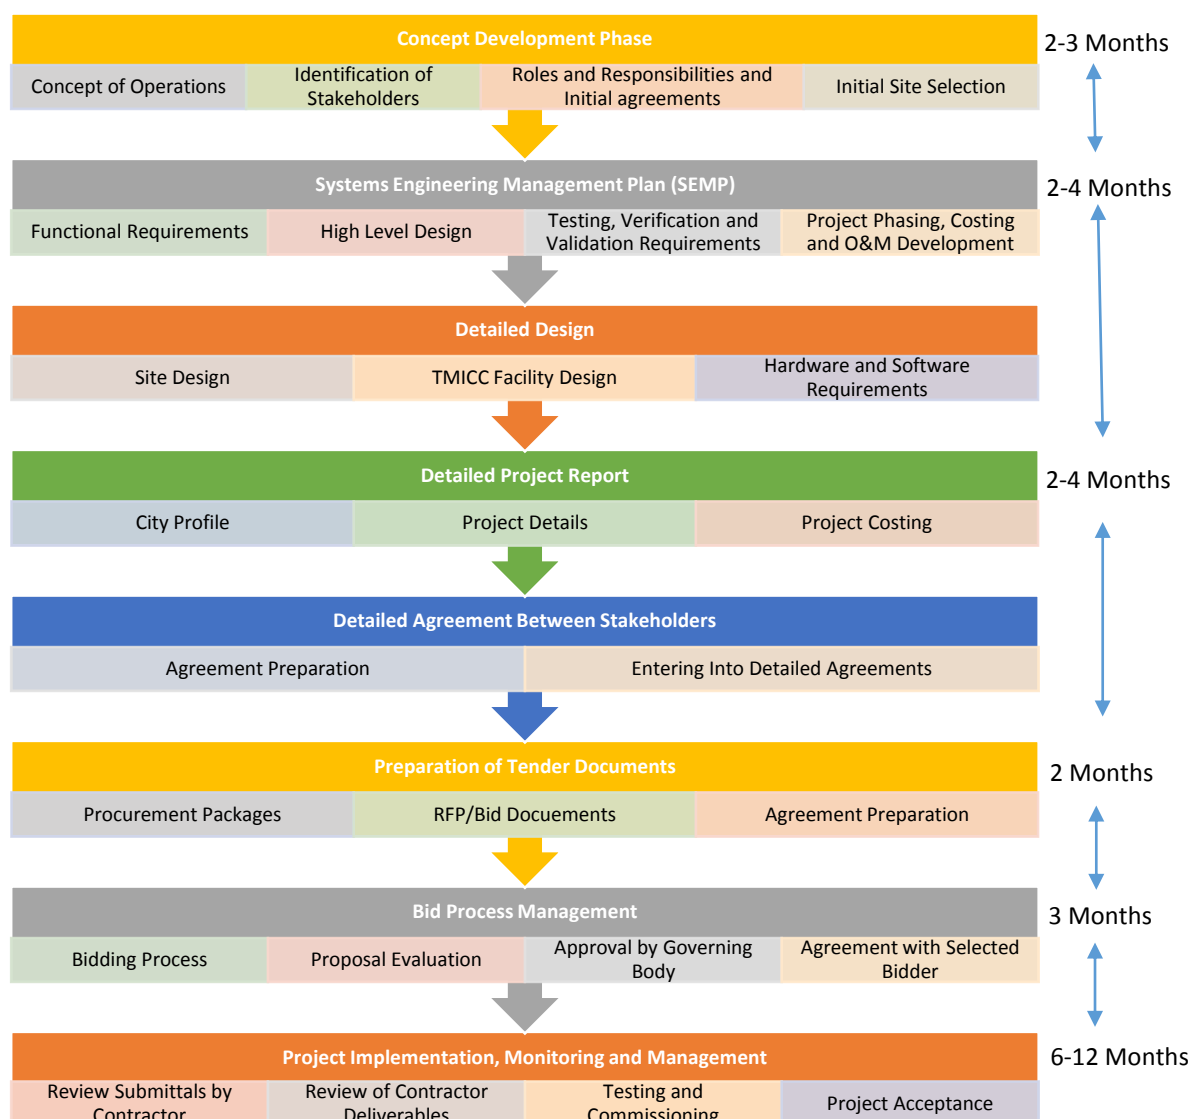 Concept Development Phase
2-3 Months
Concept of Operations
Identification of
Stakeholders
Roles and Responsibilities and
Initial agreements
Initial Site Selection
Systems Engineering Management Plan (SEMP)
2-4 Months
Functional Requirements
High Level Design
Testing, Verification and
Validation Requirements
Project Phasing, Costing
and O&M Development
Detailed Design
Site Design
TMICC Facility Design
Hardware and Software
Requirements
Detailed Project Report
2-4 Months
City Profile
Project Details
Project Costing
Detailed Agreement Between Stakeholders
Agreement Preparation
Entering Into Detailed Agreements
Preparation of Tender Documents
2 Months
Procurement Packages
RFP/Bid Docuements
Agreement Preparation
Bid Process Management
3 Months
Bidding Process
Proposal Evaluation
Approval by Governing
Body
Agreement with Selected
Bidder
Project Implementation, Monitoring and Management
6-12 Months
Review Submittals by
Contractor
Review of Contractor
Deliverables
Testing and
Commissioning
Project Acceptance